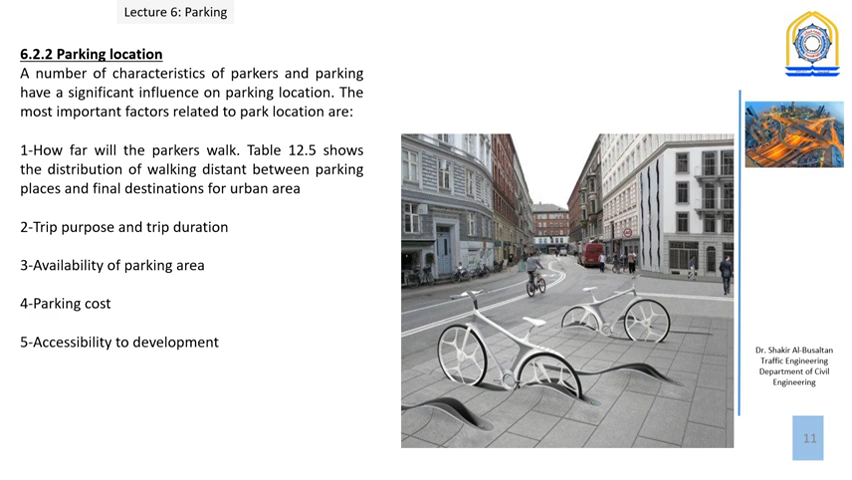 Lecture 6: Parking
6.2.2 Parking location
A number of characteristics of parkers and parking
have a significant influence on parking location. The
most important factors related to park location are:
1-How far will the parkers walk. Table 12.5 shows
the distribution of walking distant between parking
places and final destinations for urban area
2-Trip purpose and trip duration
3-Availability of parking area
4-Parking cost
5-Accessibility to development
Dr. Shakir Al-Busaltan
Traffic Engineering
Department of Civil
Engineering
11